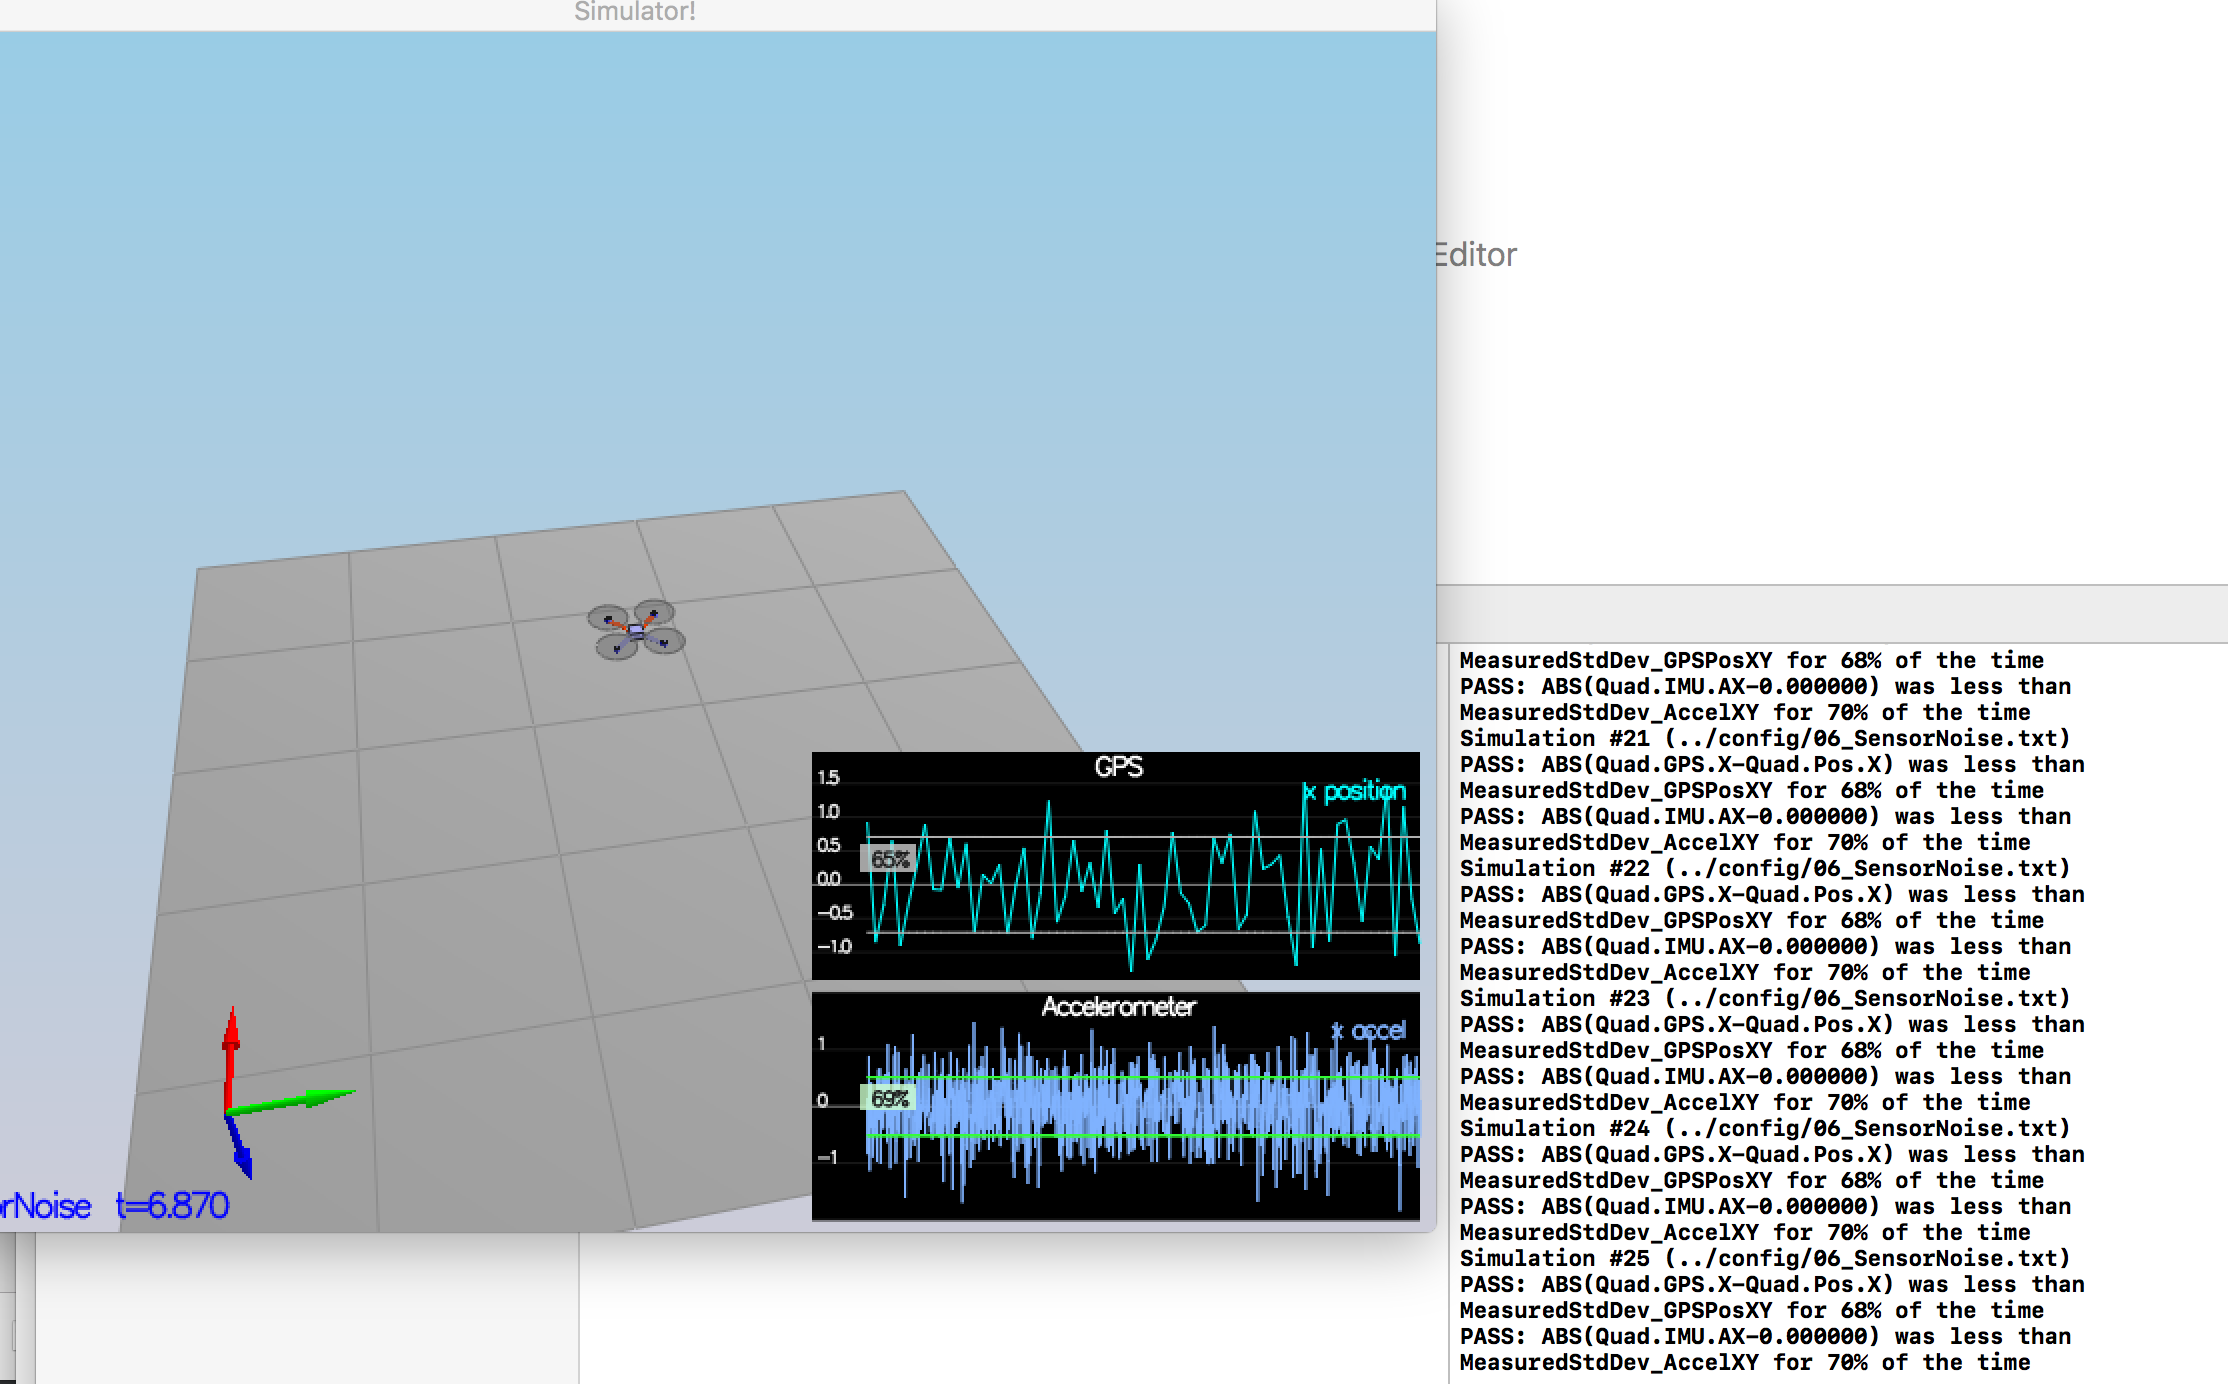 Simulator!
Editor
GPS
x position
1.5
1.0
0.5
65%
0.0
-0.5
-1.0
Accelerometer
x accel
1
69%
0
-1
orNoise t=6.870
MeasuredStdDev_GPSPosXY for 68% of the time
PASS: ABS(Quad.IMU.AX-0.000000) was less than
MeasuredStdDev_AccelXY for 70% of the time
Simulation #21 (../config/06_SensorNoise.txt)
PASS: ABS(Quad.GPS.X-Quad.Pos.X) was less than
MeasuredStdDev_GPSPosXY for 68% of the time
PASS: ABS(Quad.IMU.AX-0.000000) was less than
MeasuredStdDev_AccelXY for 70% of the time
Simulation #22 (../config/06_SensorNoise.txt)
PASS: ABS(Quad.GPS.X-Quad.Pos.X) was less than
MeasuredStdDev_GPSPosXY for 68% of the time
PASS: ABS(Quad.IMU.AX-0.000000) was less than
MeasuredStdDev_AccelXY for 70% of the time
Simulation #23 (../config/06_SensorNoise.txt)
PASS: ABS(Quad.GPS.X-Quad.Pos.X) was less than
MeasuredStdDev_GPSPosXY for 68% of the time
PASS: ABS(Quad.IMU.AX-0.000000) was less than
MeasuredStdDev_AccelXY for 70% of the time
Simulation #24 (../config/06_SensorNoise.txt)
PASS: ABS(Quad.GPS.X-Quad.Pos.X) was less than
MeasuredStdDev_GPSPosXY for 68% of the time
PASS: ABS(Quad.IMU.AX-0.000000) was less than
MeasuredStdDev_AccelXY for 70% of the time
Simulation #25 (../config/06_SensorNoise.txt)
PASS: ABS(Quad.GPS.X-Quad.Pos.X) was less than
MeasuredStdDev_GPSPosXY for 68% of the time
PASS: ABS(Quad.IMU.AX-0.000000) was less than
MeasuredStdDev_AccelXY for 70% of the time